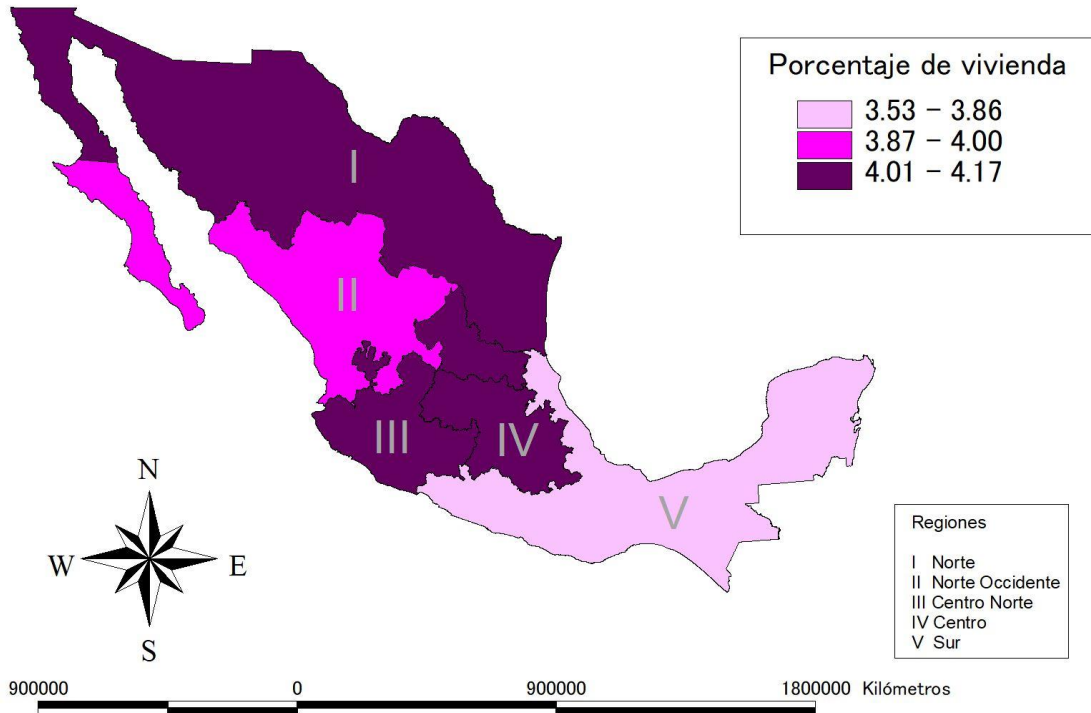 Porcentaje de vivienda
3.53 - 3.86
3.87 - 4.00
4.01 - 4.17
I
II
III
IV
V
N
W
E
S
Regiones
I Norte
II Norte Occidente
III Centro Norte
IV Centro
V Sur
900000 0 900000 1800000 Kilómetros